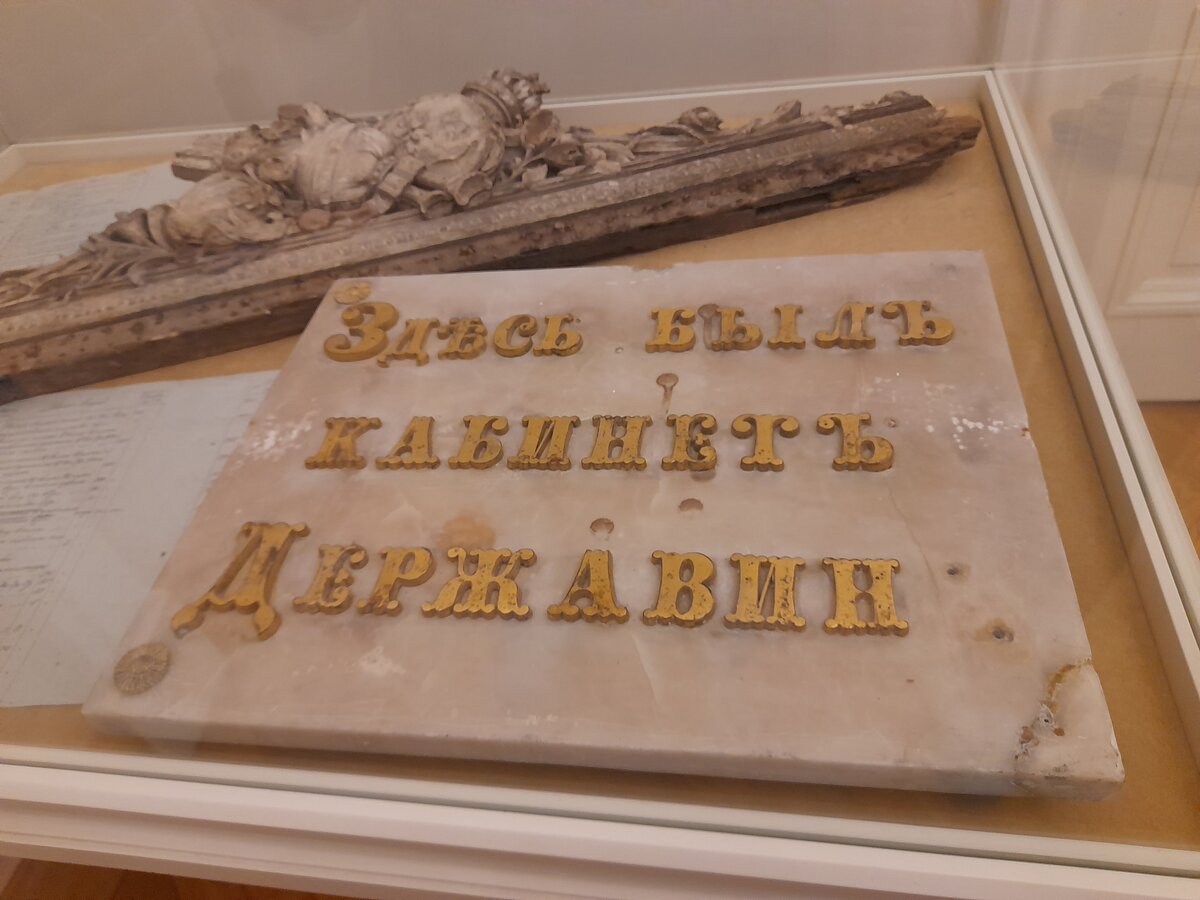 Здѣсь былъ
кабинетъ
Державин